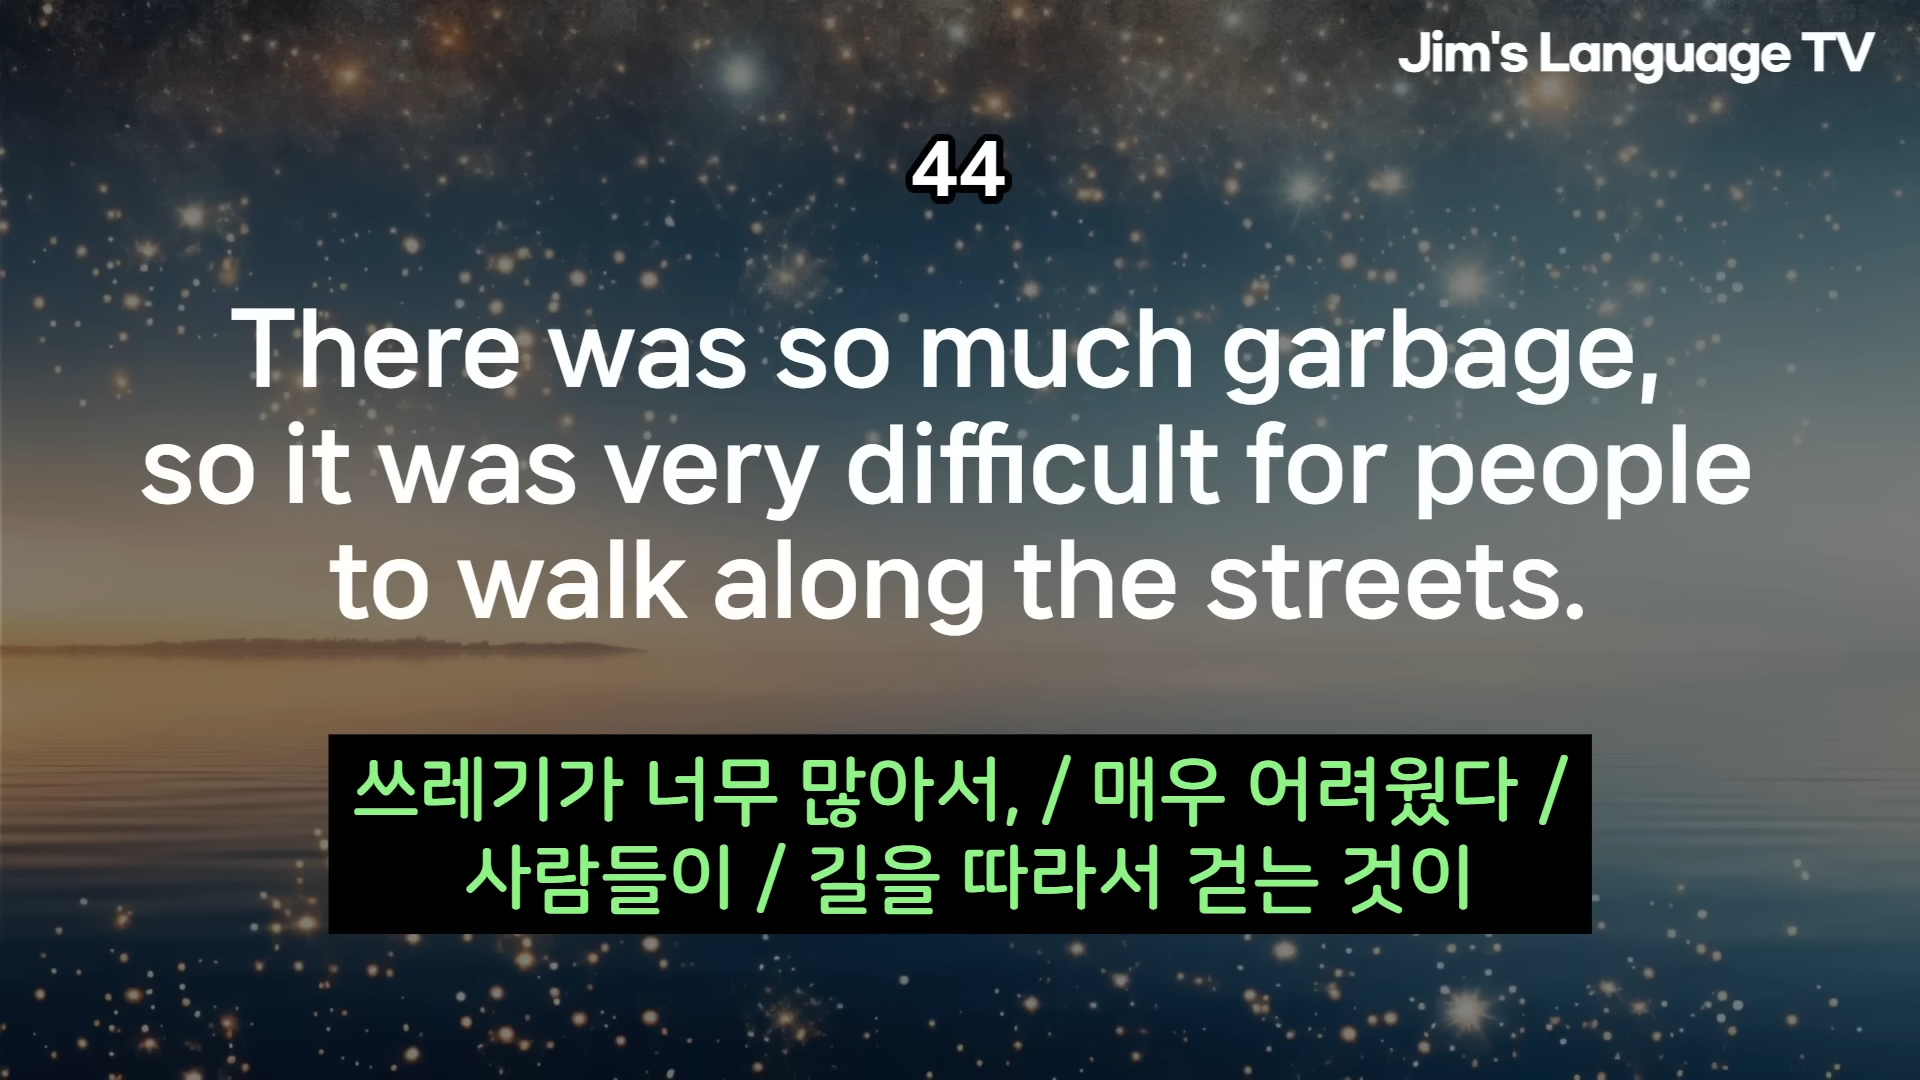 Jim's Language TV
44
There was so much garbage,
so it was very difficult for people
to walk along the streets.
쓰레기가 너무 많아서, / 매우 어려웠다 /
사람들이 / 길을 따라서 걷는 것이